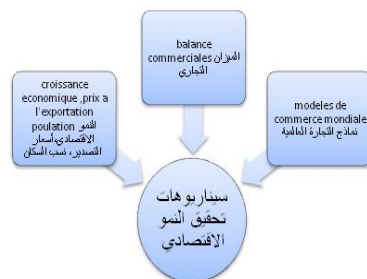 balance
commerciales الميزان
التجاري
croissance
economique ,prix a
l'exportation
poulation النمو
الاقتصادي،أسعار
التصدير، نسب السكان
modeles de
commerce mondiale
نماذج التجارة العالمية
سيناريوهات
تحقيق النمو
الاقتصادي